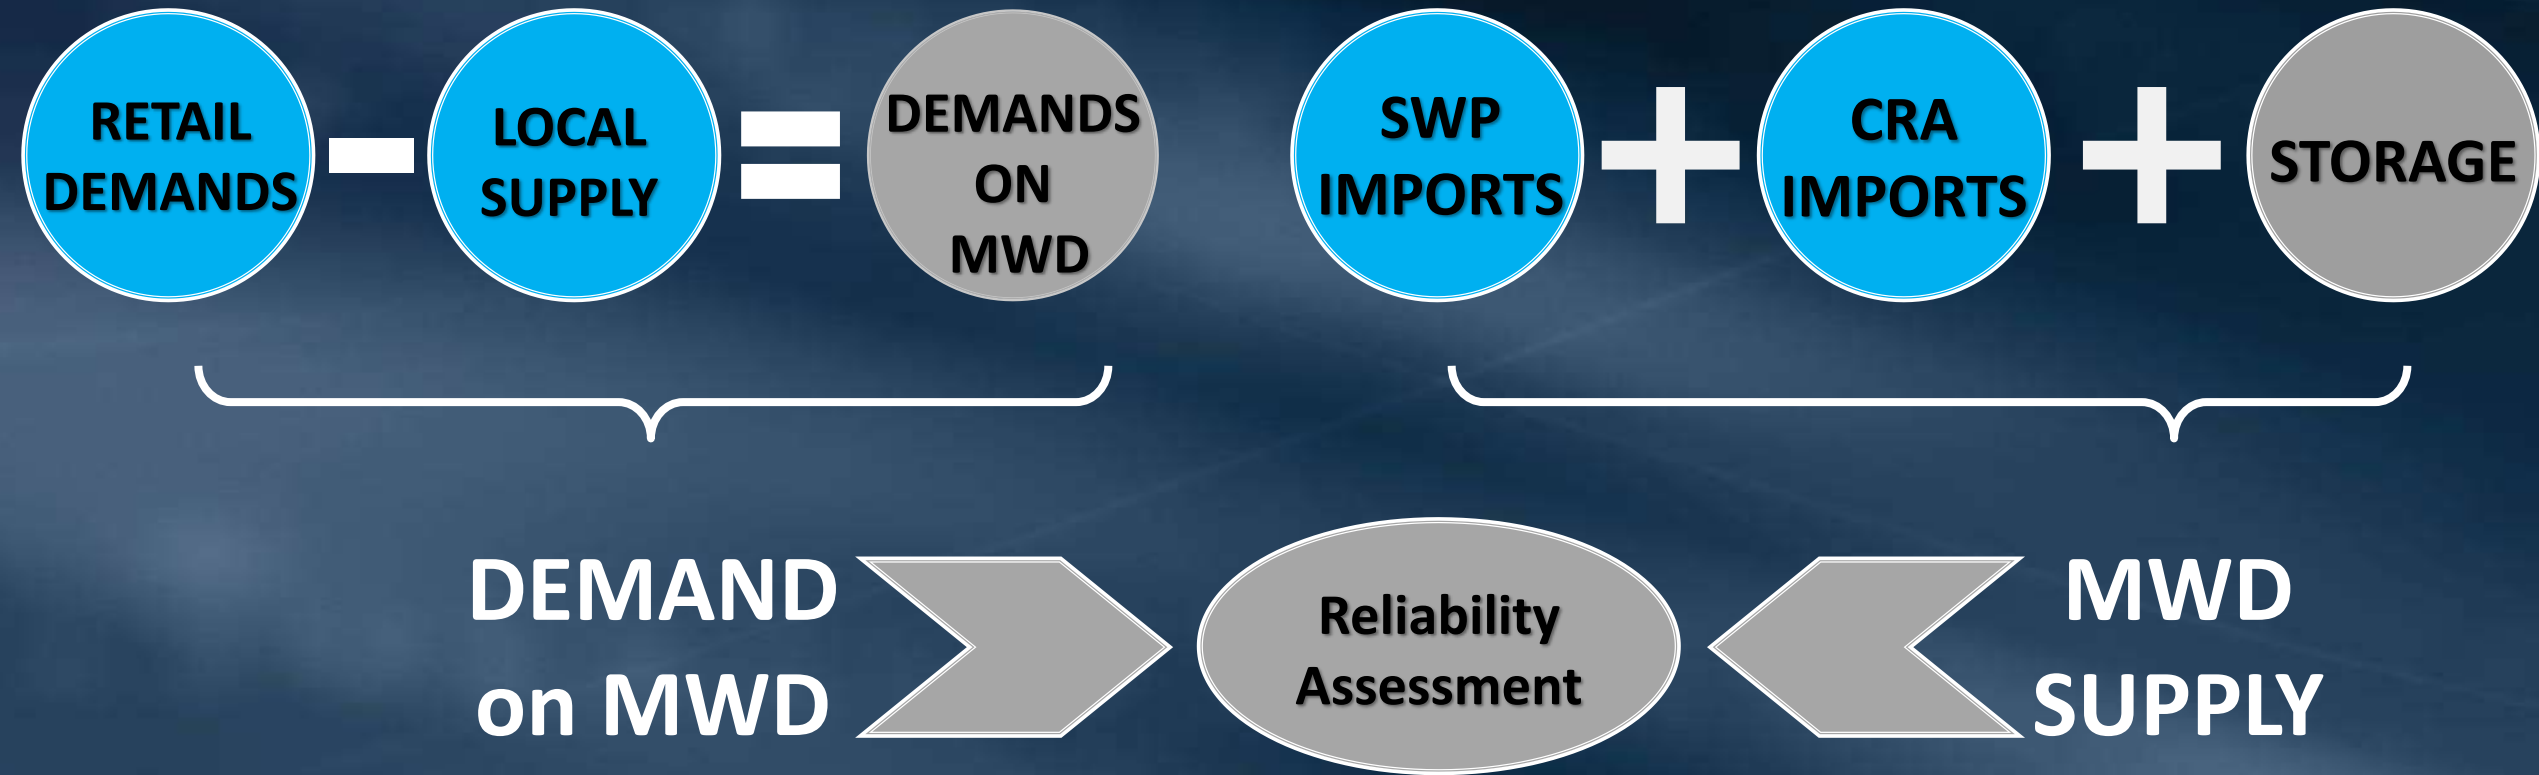 RETAIL
DEMANDS
LOCAL
SUPPLY
DEMANDS
ON
MWD
SWP
IMPORTS
CRA
IMPORTS
STORAGE
DEMAND
on MWD
Reliability
Assessment
MWD
SUPPLY